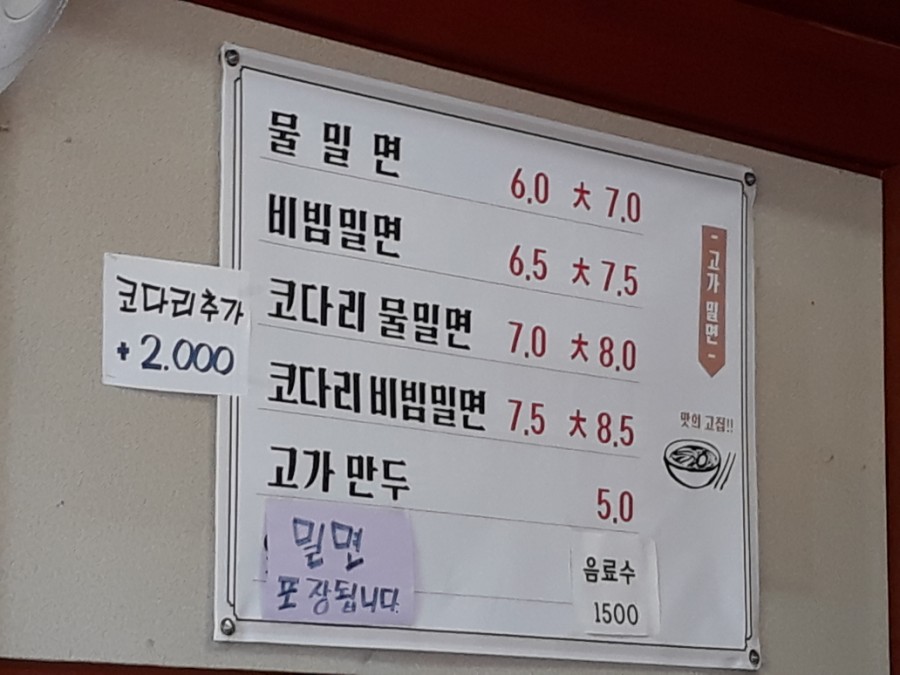 물밀면 6.0 大 7.0
비빔밀면 6.5 大 7.5
코다리 물밀면 7.0 大 8.0
코다리 비빔밀면 7.5 大 8.5
고가 만두 5.0
코다리추가
+2.000
밀면
포장됩니다
음료수
1500
- 고가 밀면 -
맛의 고집!!